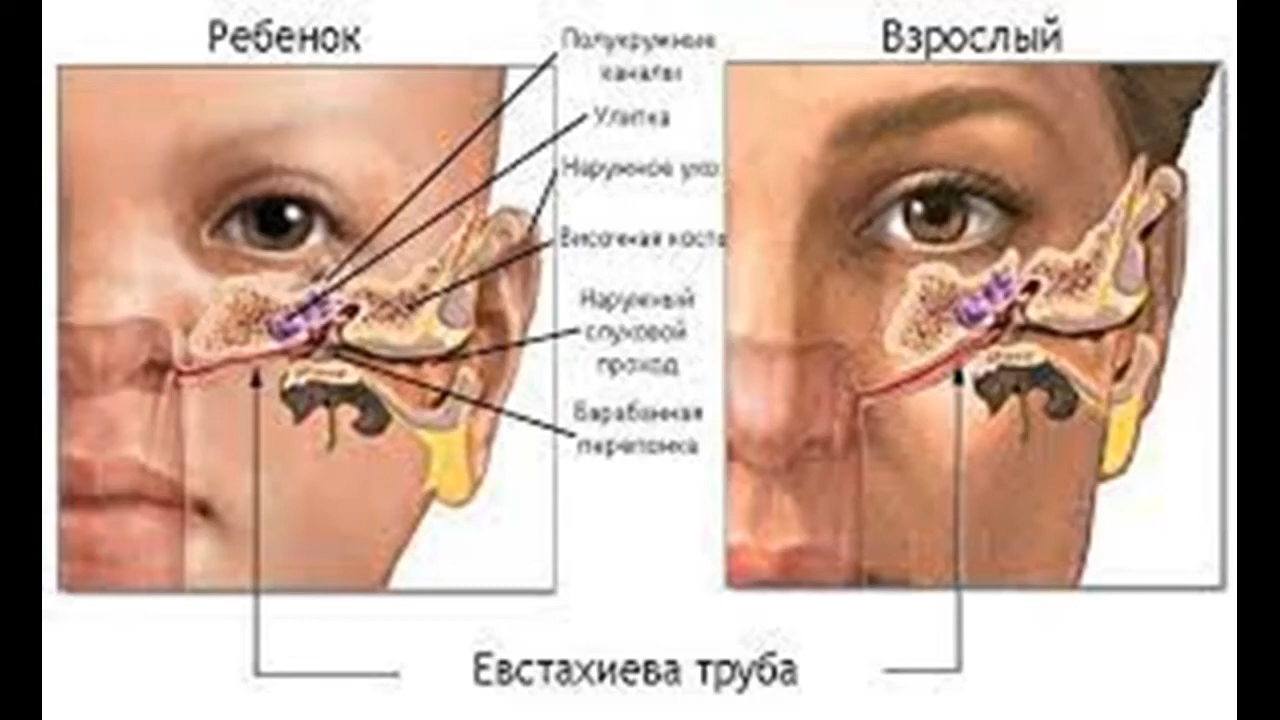 Ребенок
Взрослый
Полукружные
каналы
Улитка
Наружное ухо
Височная кость
Наружный
слуховой
проход
Барабанная
перепонка
Евстахиева труба